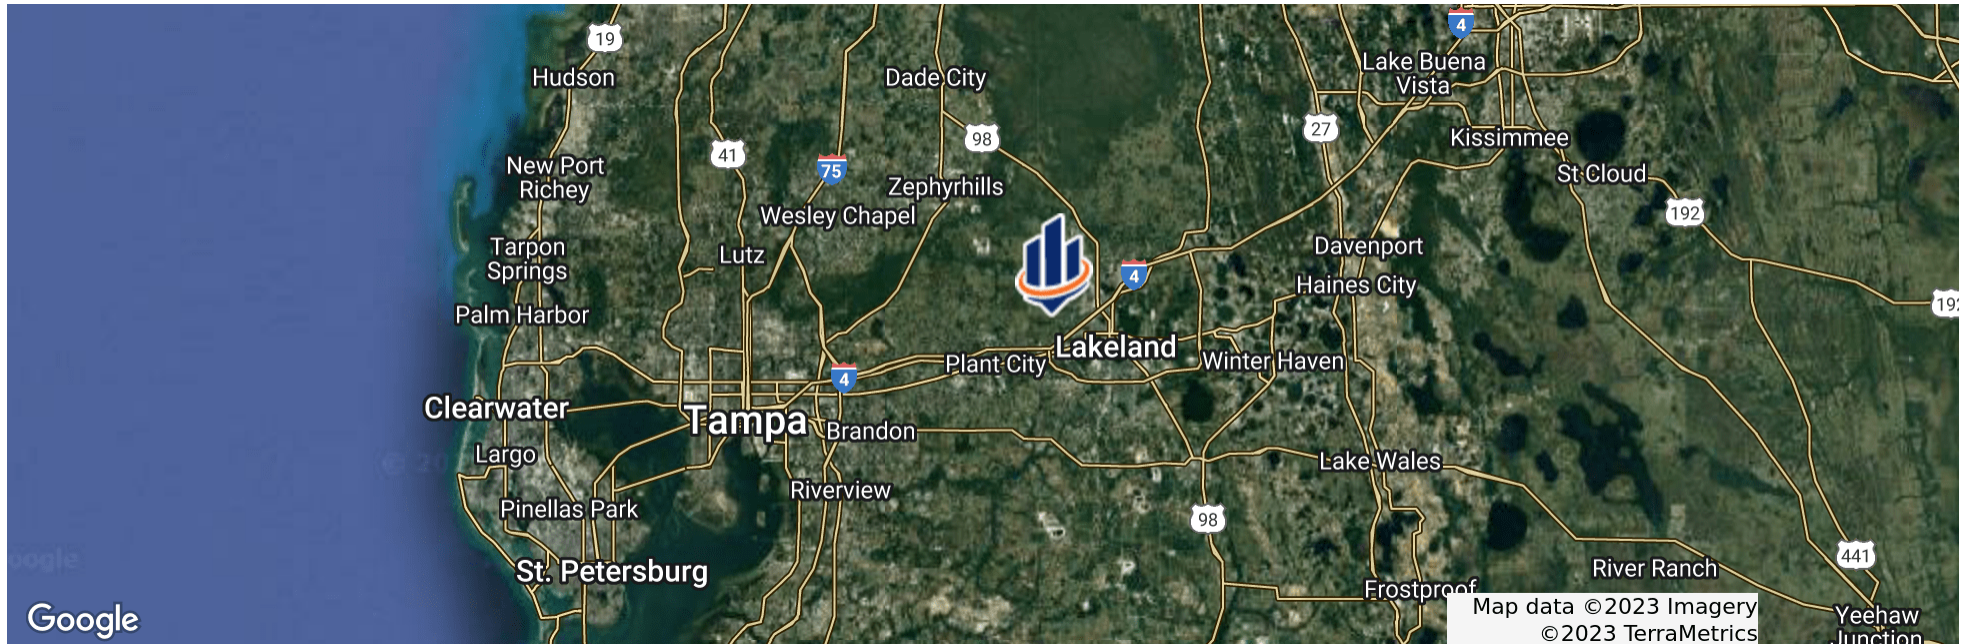 19
4
Lake Buena
Vista
Hudson
Dade City
27
98
Kissimmee
41
75
New Port
Richey
Zephyrhills
St Cloud
Wesley Chapel
192
Tarpon
Springs
Lutz
Davenport
4
Haines City
Palm Harbor
Lakeland
Plant City
Winter Haven
4
Clearwater
Tampa
Brandon
Largo
Lake Wales
Riverview
Pinellas Park
98
441
St. Petersburg
River Ranch
Frostproof
Google
Map data ©2023 Imagery
©2023 TerraMetrics
Yeehaw
Junction